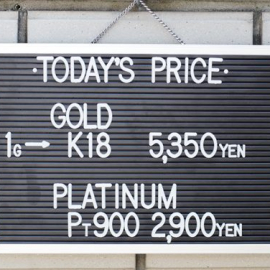 ·TODAY'S PRICE·
GOLD
1G→ K18 5,350YEN
PLATINUM
PT900 2,900YEN